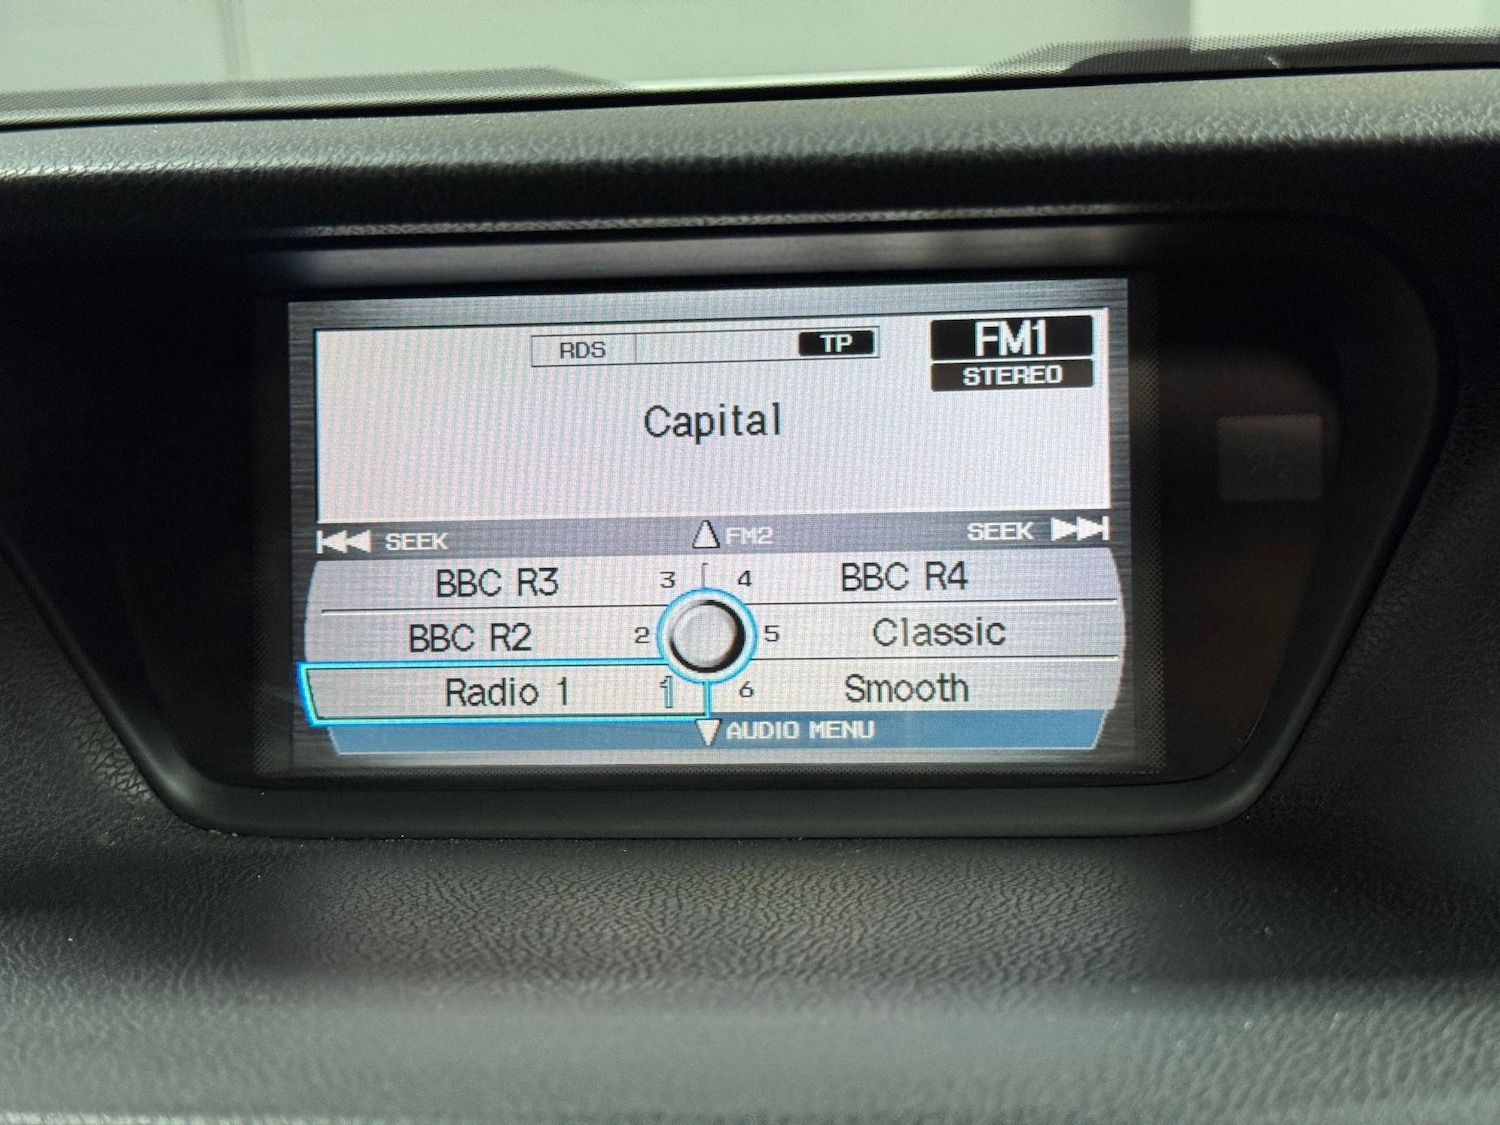 RDS TP FM1
STEREO
Capital
SEEK FM2 SEEK
BBC R3 3 4 BBC R4
BBC R2 2 5 Classic
Radio 1 1 6 Smooth
AUDIO MENU